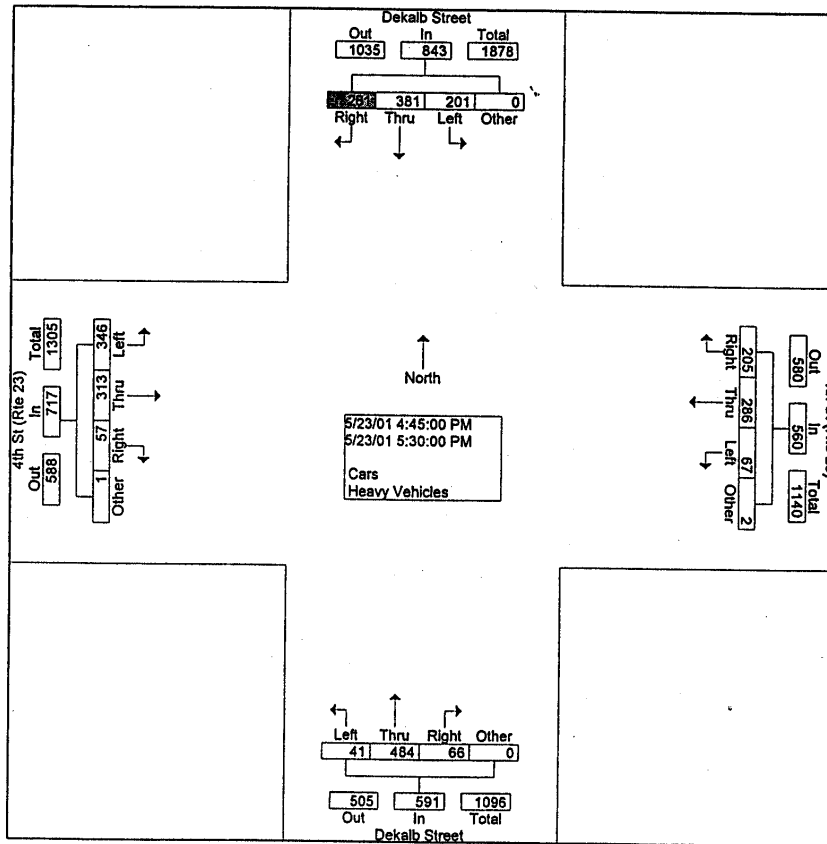 Dekalb Street
Out In Total
1035 843 1878
261 381 201 0
Right Thru Left Other
4th St (Rte 23)
Total In Out
1305 717 588
346 313 57 1
Left Thru Right Other
North
5/23/01 4:45:00 PM
5/23/01 5:30:00 PM
Cars
Heavy Vehicles
Out In Total
580 560 1140
205 286 67 2
Right Thru Left Other
Left Thru Right Other
41 484 66 0
505 591 1096
Out In Total
Dekalb Street